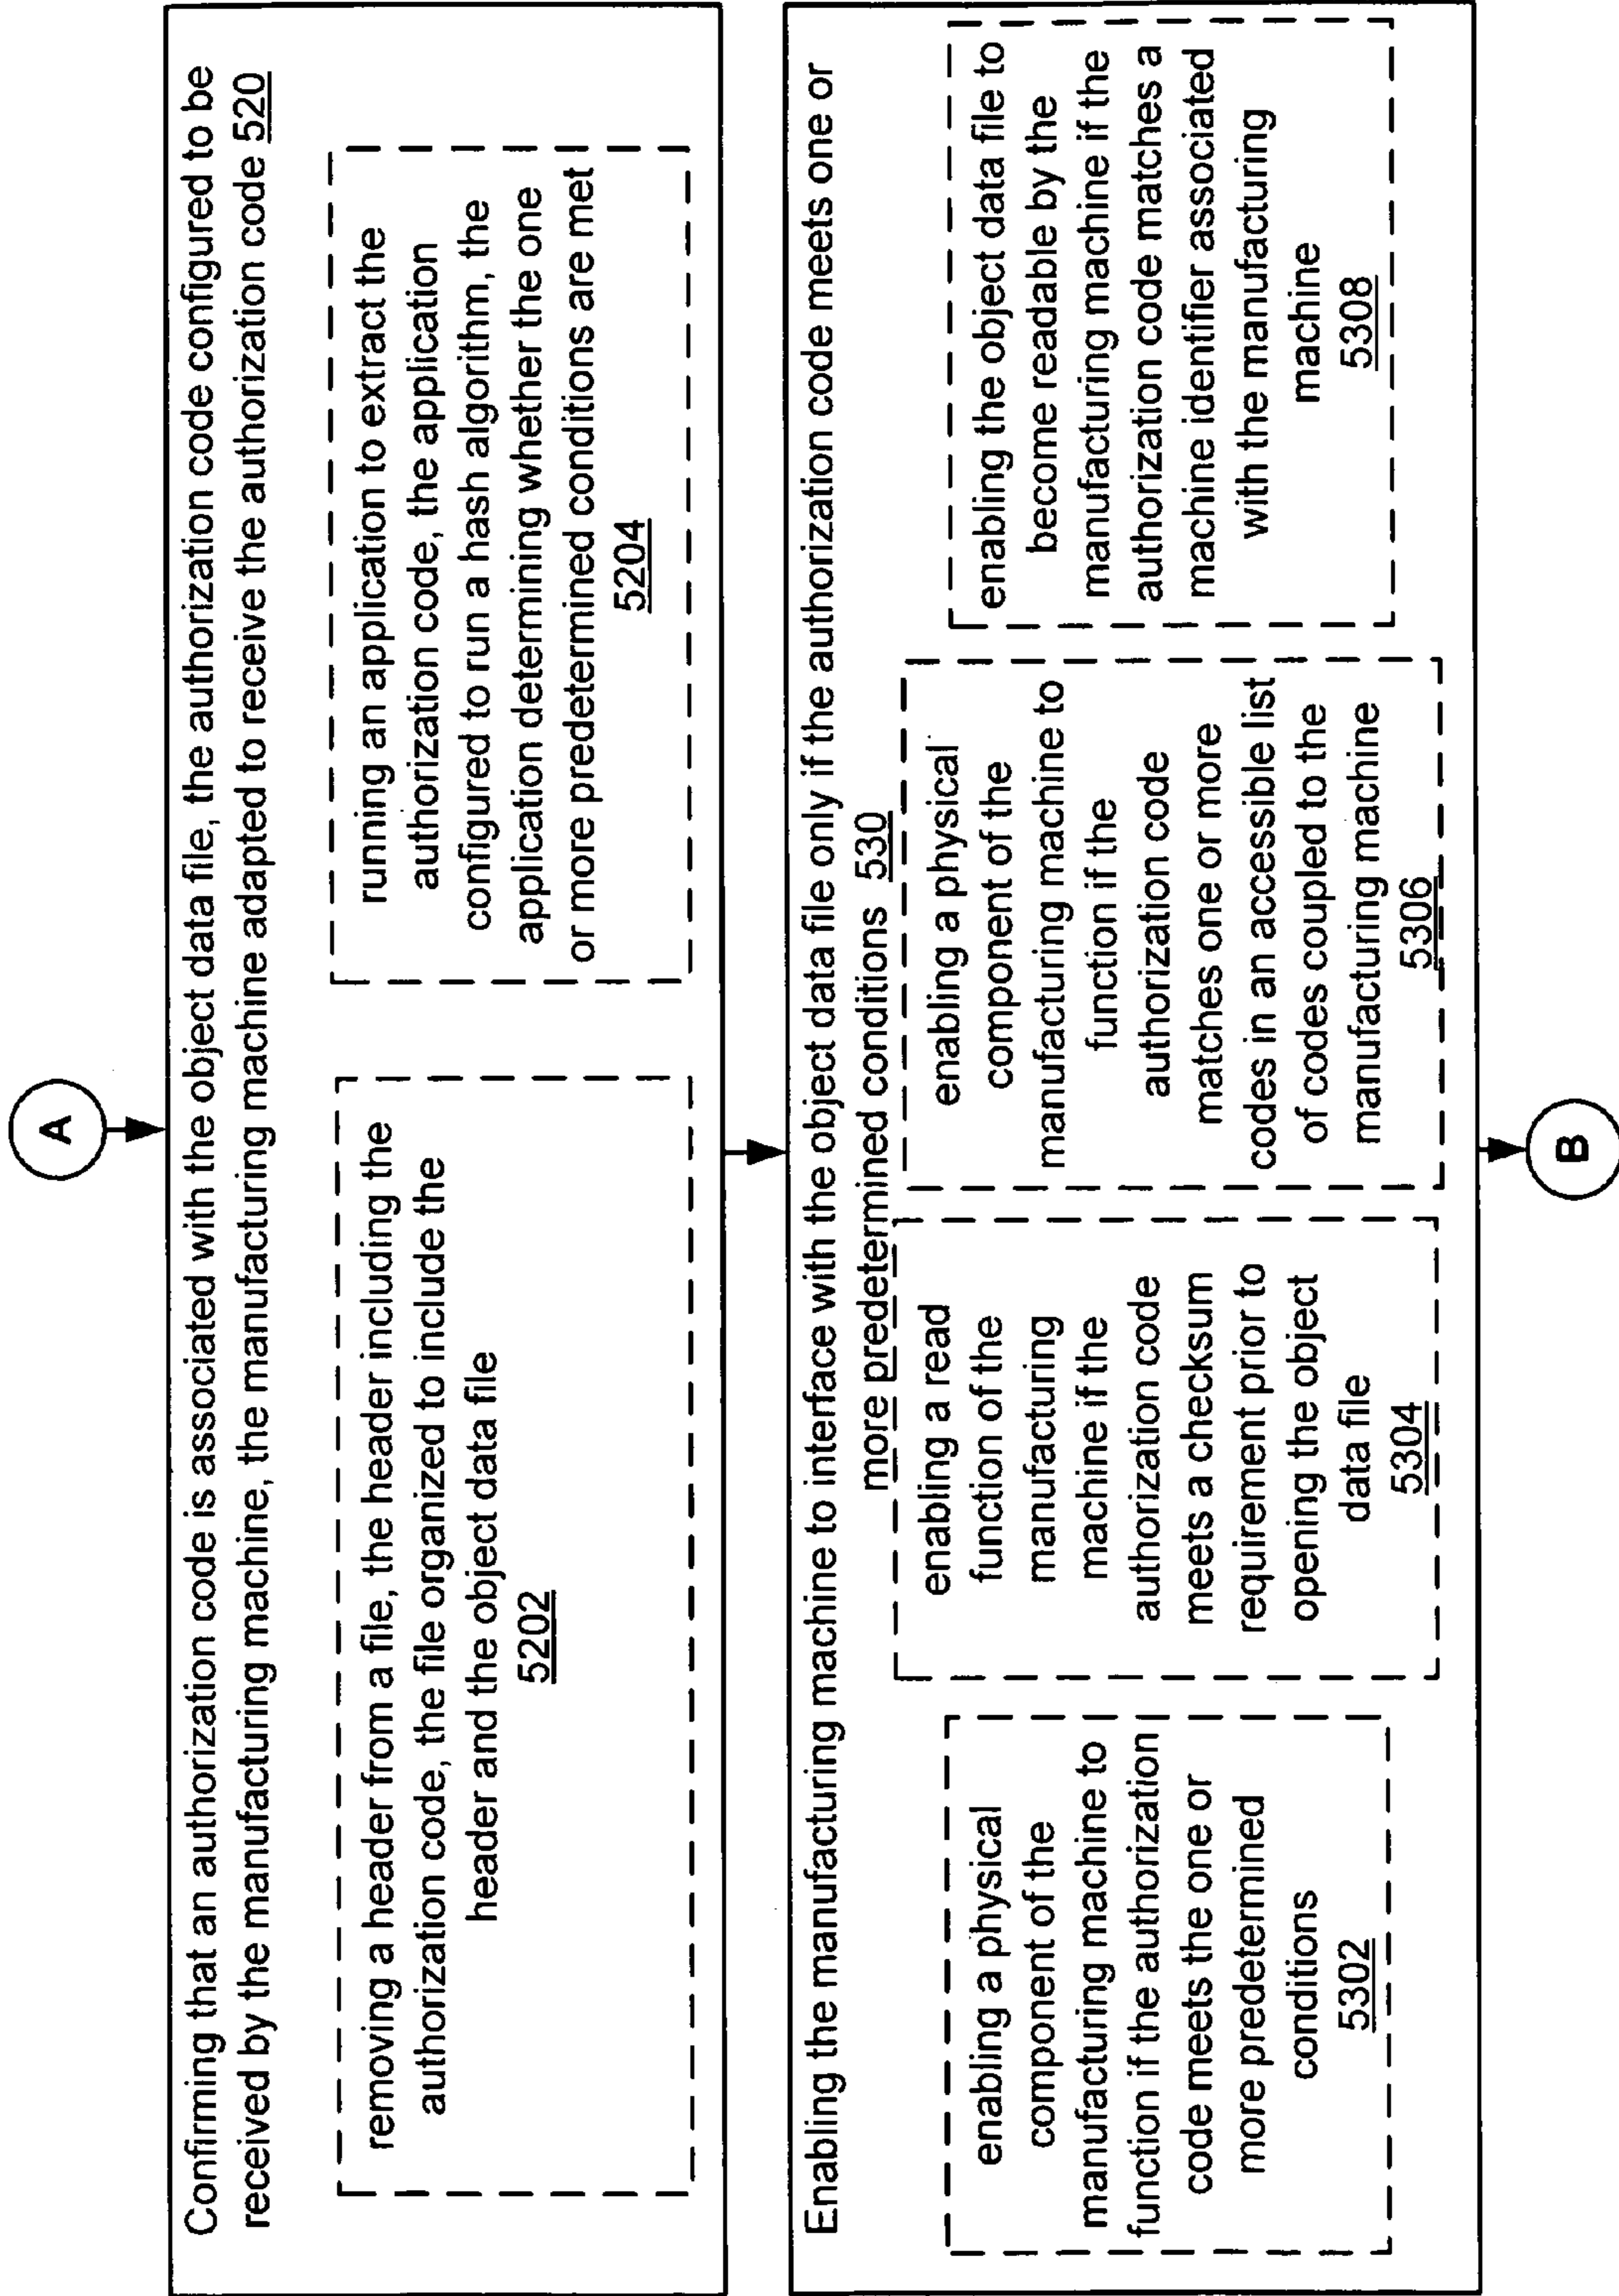 A
Confirming that an authorization code is associated with the object data file, the authorization code configured to be
received by the manufacturing machine, the manufacturing machine adapted to receive the authorization code 520
removing a header from a file, the header including the
authorization code, the file organized to include the
header and the object data file
5202
running an application to extract the
authorization code, the application
configured to run a hash algorithm, the
application determining whether the one
or more predetermined conditions are met
5204
Enabling the manufacturing machine to interface with the object data file only if the authorization code meets one or
more predetermined conditions 530
enabling a physical
component of the
manufacturing machine to
function if the authorization
code meets the one or
more predetermined
conditions
5302
enabling a read
function of the
manufacturing
machine if the
authorization code
meets a checksum
requirement prior to
opening the object
data file
5304
enabling a physical
component of the
manufacturing machine to
function if the
authorization code
matches one or more
codes in an accessible list
of codes coupled to the
manufacturing machine
5306
enabling the object data file to
become readable by the
manufacturing machine if the
authorization code matches a
machine identifier associated
with the manufacturing
machine
5308
B